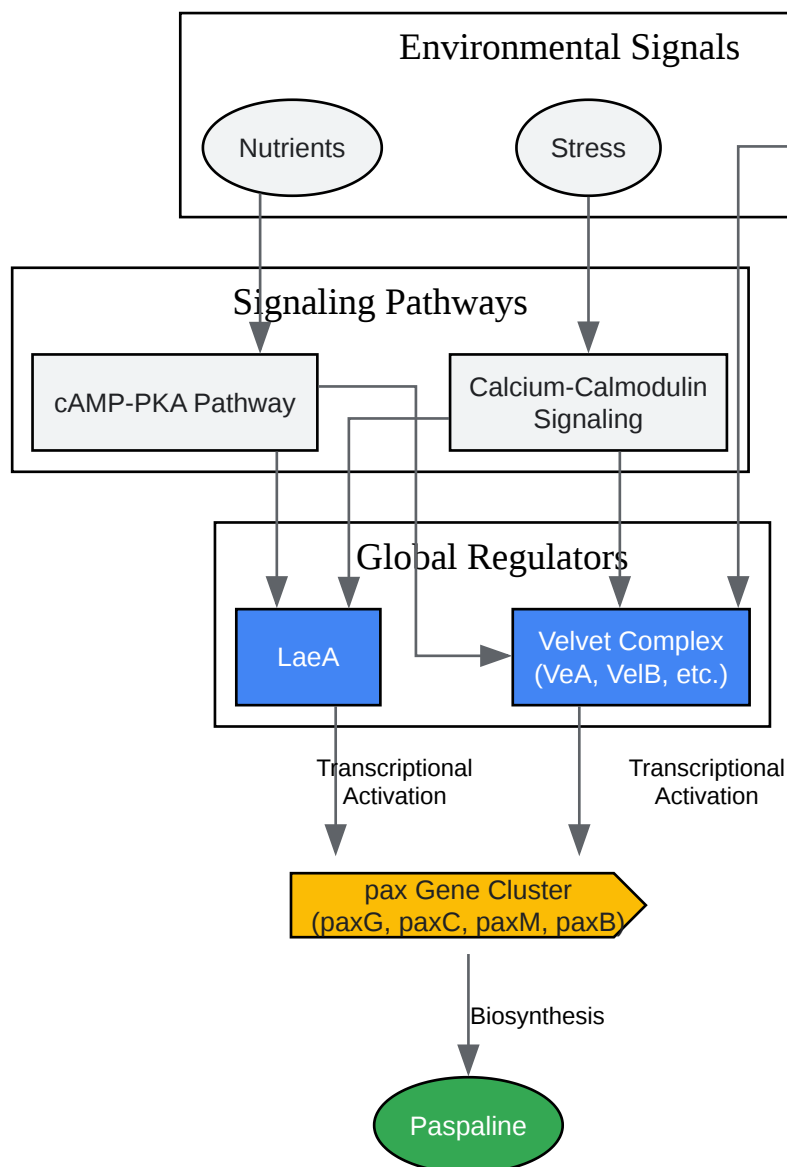 Environmental Signals
Nutrients
Stress
Signaling Pathways
cAMP-PKA Pathway
Calcium-Calmodulin
Signaling
Global Regulators
LaeA
Velvet Complex
(VeA, VelB, etc.)
Transcriptional
Activation
Transcriptional
Activation
pax Gene Cluster
(paxG, paxC, paxM, paxB)
Biosynthesis
Paspaline